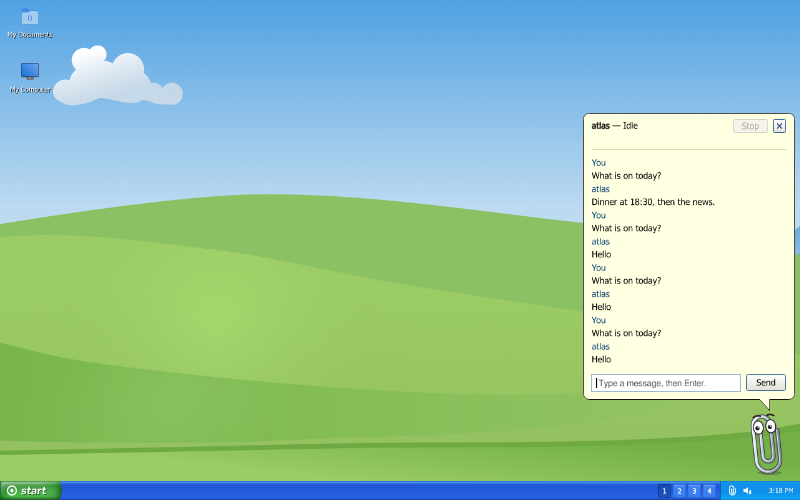 My Documents
My Computer
atlas — Idle
Stop
You
What is on today?
atlas
Dinner at 18:30, then the news.
You
What is on today?
atlas
Hello
You
What is on today?
atlas
Hello
You
What is on today?
atlas
Hello
Type a message, then Enter.
Send
start
1 2 3 4
3:18 PM